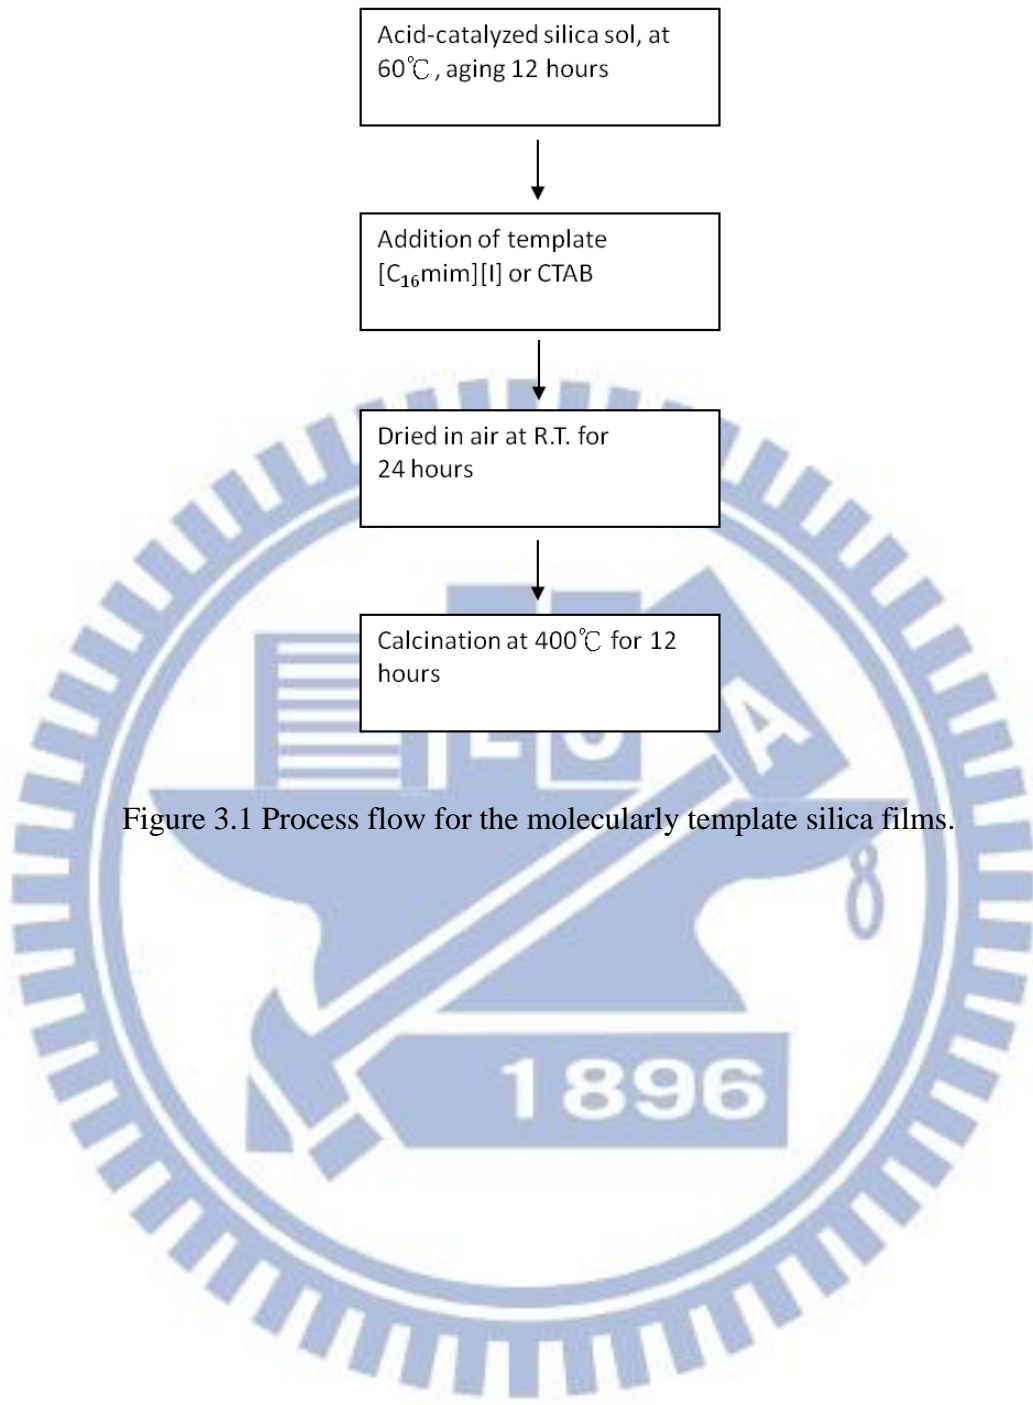 Acid-catalyzed silica sol, at
60℃, aging 12 hours
Addition of template
[C₁₆mim][I] or CTAB
Dried in air at R.T. for
24 hours
Calcination at 400℃ for 12
hours
A
Figure 3.1 Process flow for the molecularly template silica films.
1896